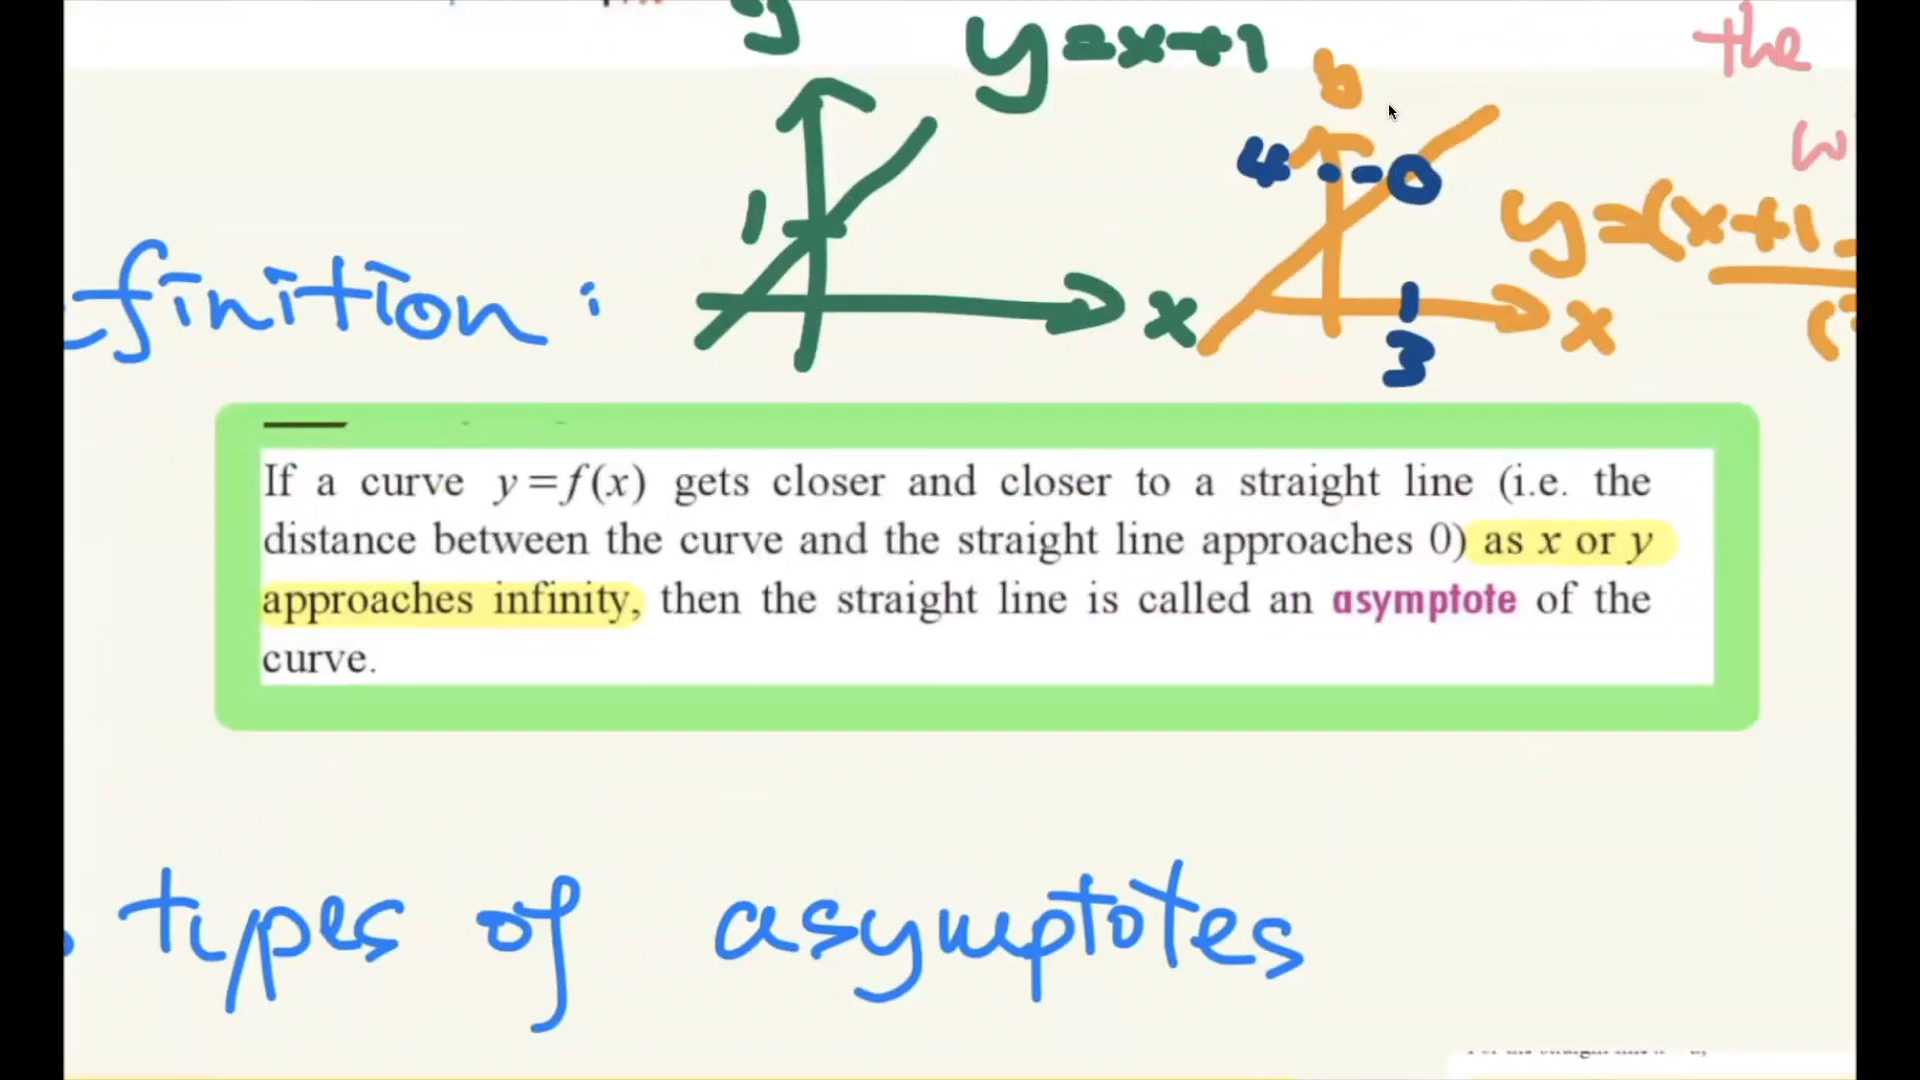 y=x+1
the
4
1
y=(x+1
finition:
x
3
x
If a curve y=f(x) gets closer and closer to a straight line (i.e. the
distance between the curve and the straight line approaches 0) as x or y
approaches infinity, then the straight line is called an asymptote of the
curve.
types of asymptotes